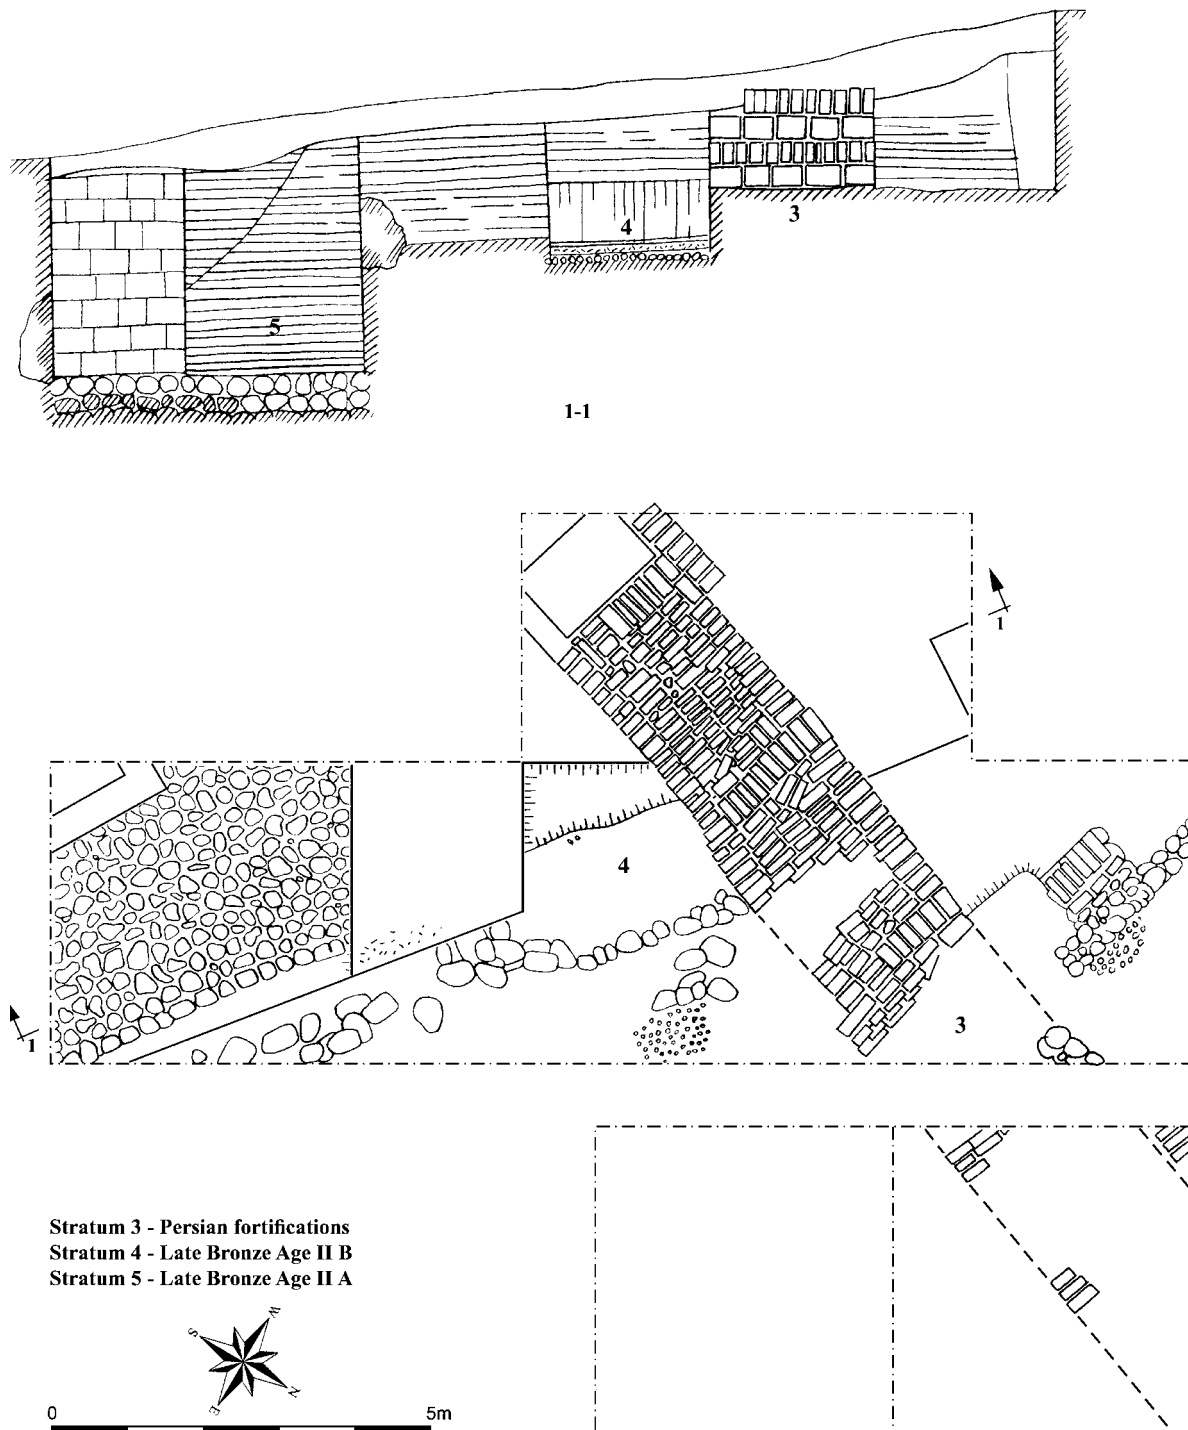 4
3
5
1-1
1
4
1
3
Stratum 3 - Persian fortifications
Stratum 4 - Late Bronze Age II B
Stratum 5 - Late Bronze Age II A
W
S
N
E
0 5m